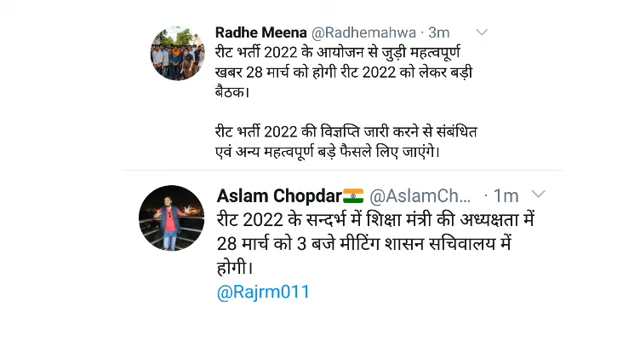 Radhe Meena @Radhemahwa · 3m
रीट भर्ती 2022 के आयोजन से जुड़ी महत्वपूर्ण
खबर 28 मार्च को होगी रीट 2022 को लेकर बड़ी
बैठक।
रीट भर्ती 2022 की विज्ञप्ति जारी करने से संबंधित
एवं अन्य महत्वपूर्ण बड़े फैसले लिए जाएंगे।
Aslam Chopdar🇮🇳 @AslamCh... · 1m
रीट 2022 के सन्दर्भ में शिक्षा मंत्री की अध्यक्षता में
28 मार्च को 3 बजे मीटिंग शासन सचिवालय में
होगी।
@Rajrm011